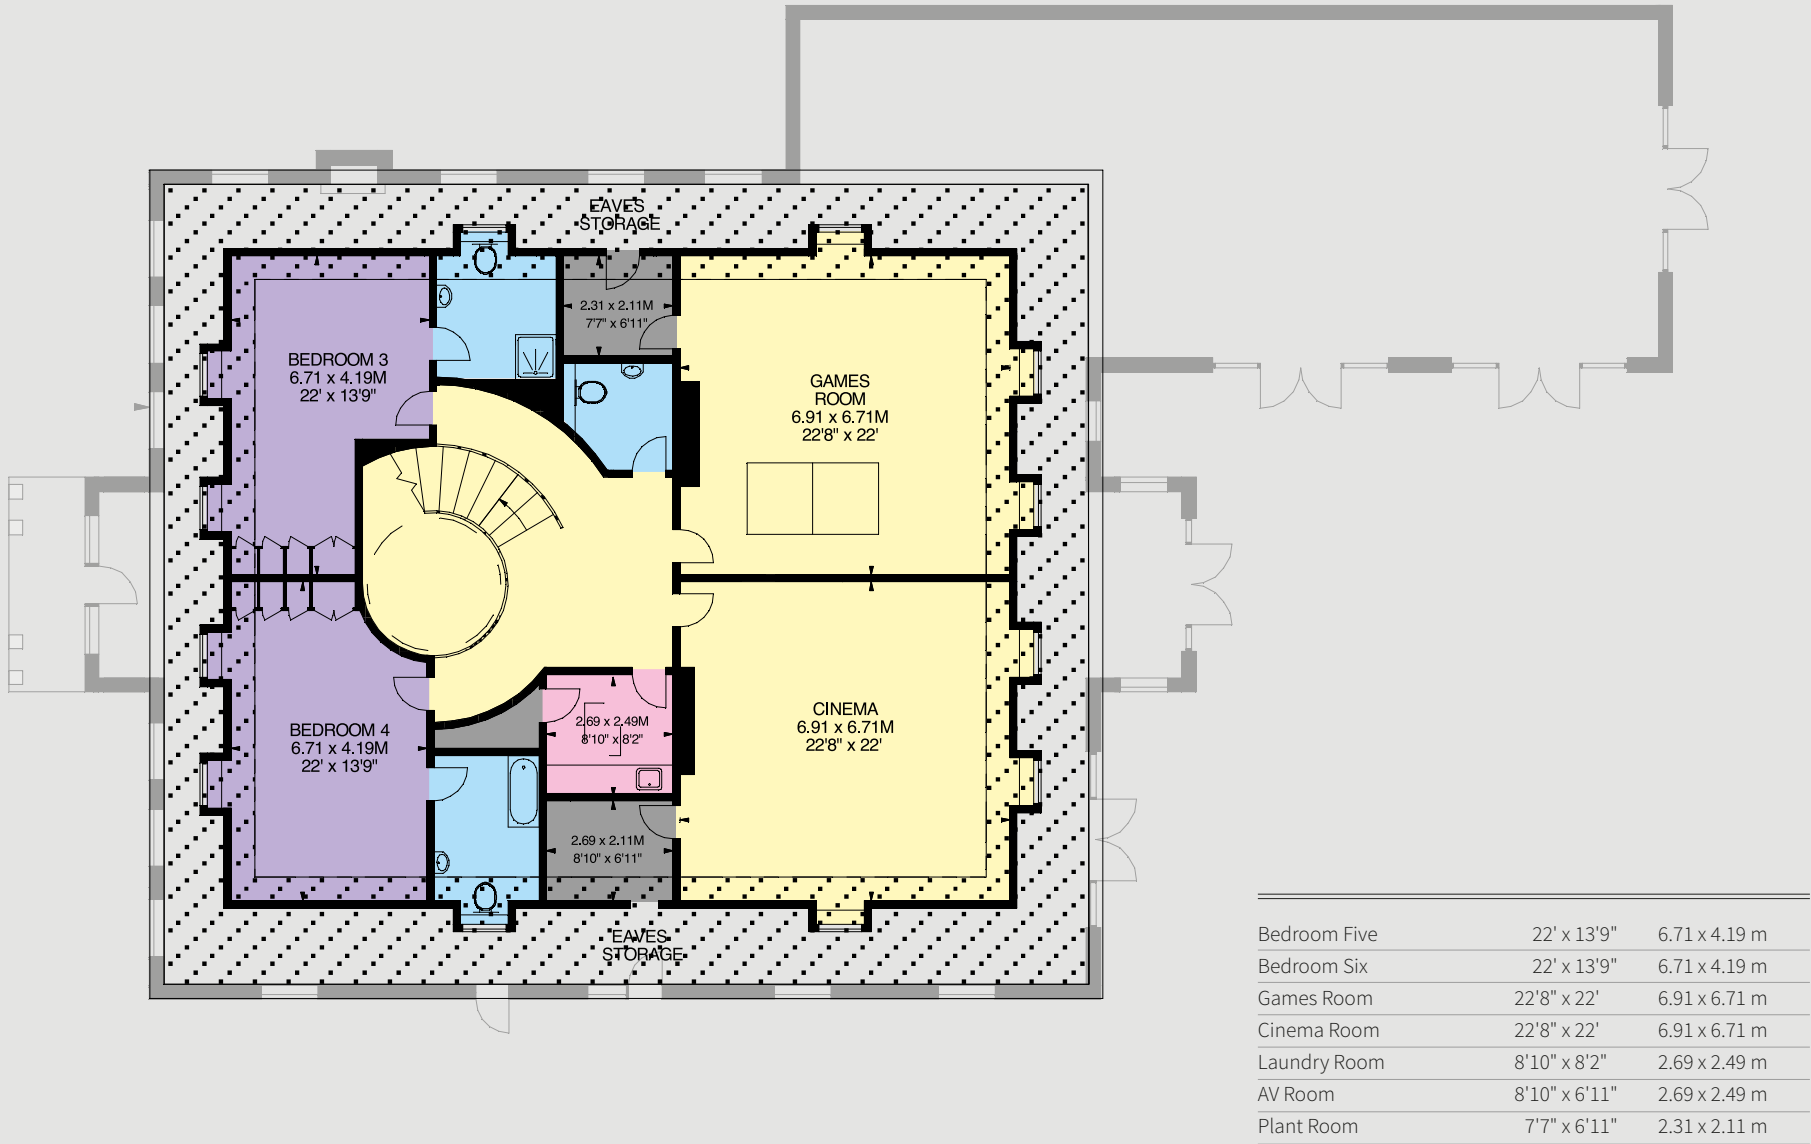 EAVES
STORAGE
2.31 x 2.11M
7'7" x 6'11"
BEDROOM 3
6.71 x 4.19M
22' x 13'9"
GAMES
ROOM
6.91 x 6.71M
22'8" x 22'
BEDROOM 4
6.71 x 4.19M
22' x 13'9"
2.69 x 2.49M
8'10" x 8'2"
CINEMA
6.91 x 6.71M
22'8" x 22'
2.69 x 2.11M
8'10" x 6'11"
EAVES
STORAGE
Bedroom Five 22' x 13'9" 6.71 x 4.19 m
Bedroom Six 22' x 13'9" 6.71 x 4.19 m
Games Room 22'8" x 22' 6.91 x 6.71 m
Cinema Room 22'8" x 22' 6.91 x 6.71 m
Laundry Room 8'10" x 8'2" 2.69 x 2.49 m
AV Room 8'10" x 6'11" 2.69 x 2.49 m
Plant Room 7'7" x 6'11" 2.31 x 2.11 m